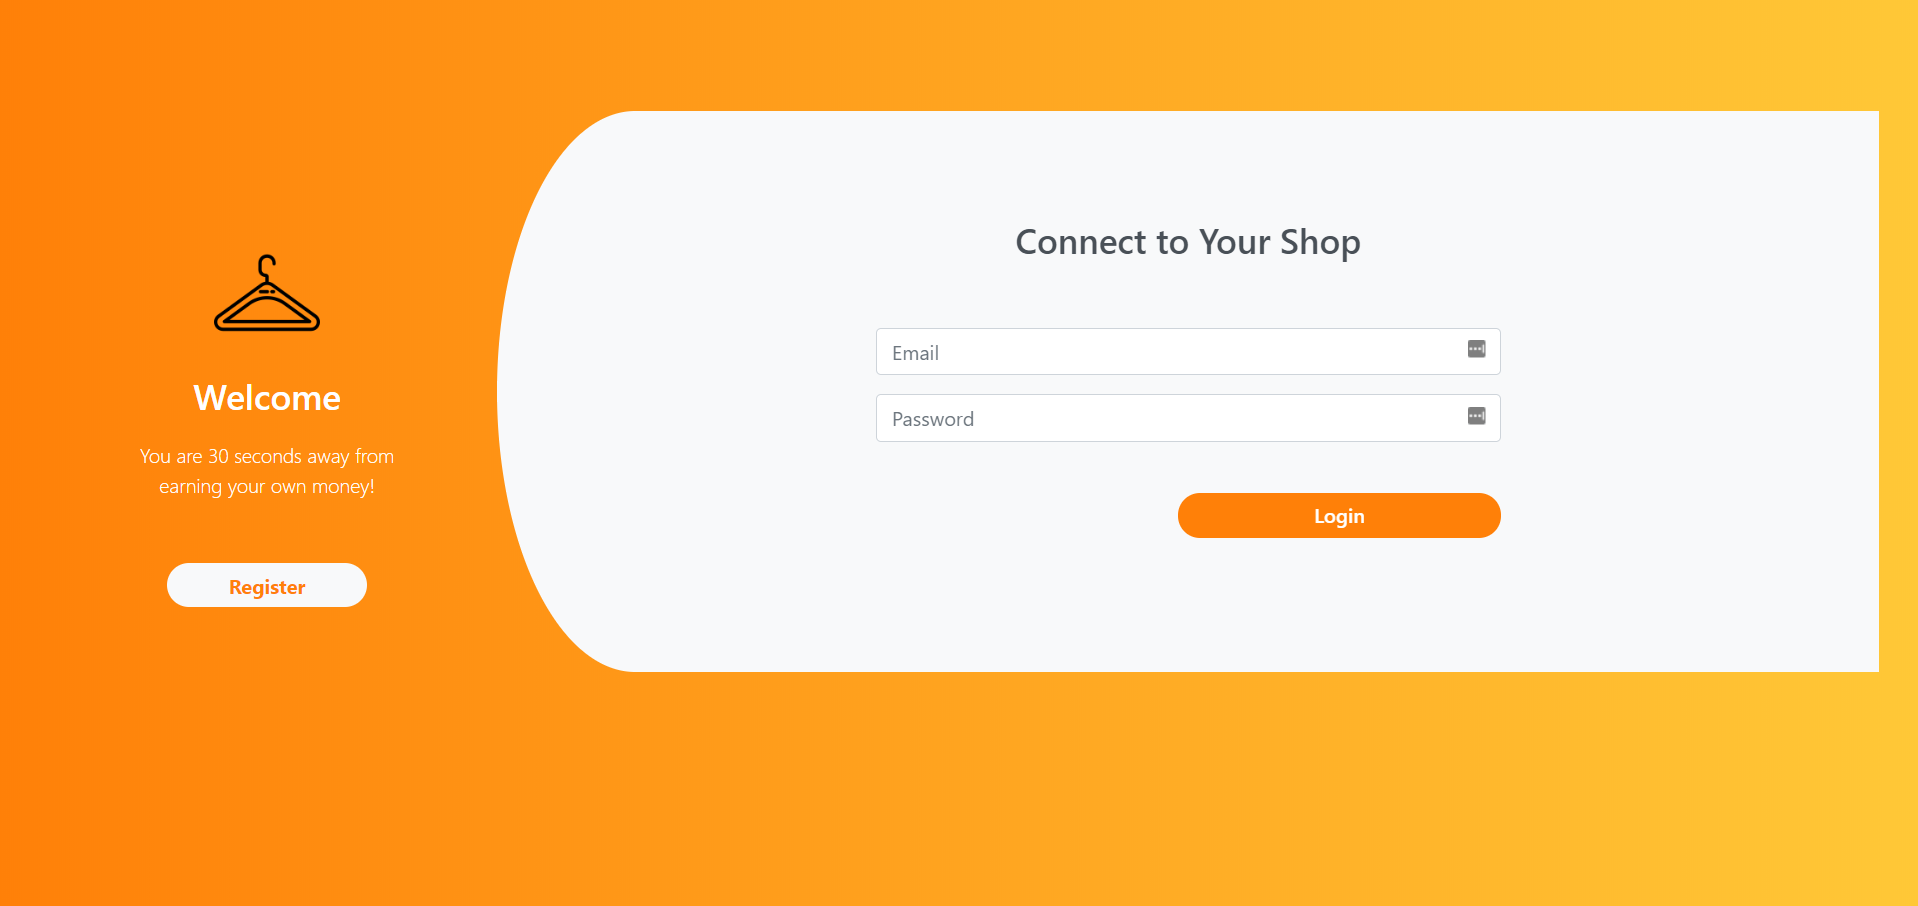 Welcome
You are 30 seconds away from
earning your own money!
Register
Connect to Your Shop
Email
Password
Login